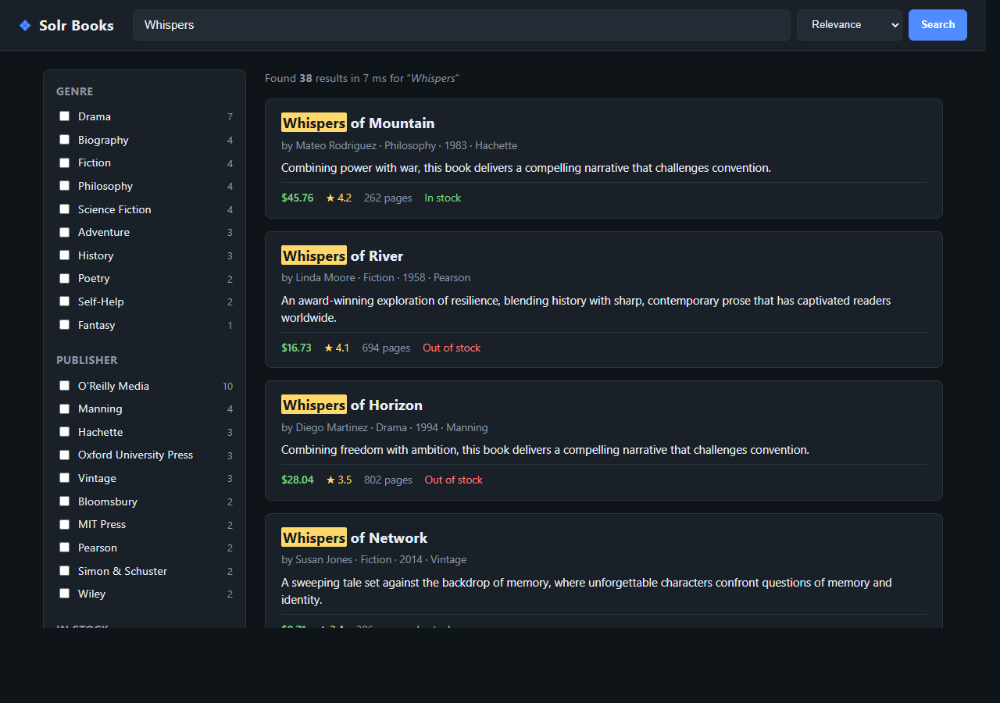 Solr Books
Whispers
Relevance
Search
GENRE
Drama 7
Biography 4
Fiction 4
Philosophy 4
Science Fiction 4
Adventure 3
History 3
Poetry 2
Self-Help 2
Fantasy 1
PUBLISHER
O'Reilly Media 10
Manning 4
Hachette 3
Oxford University Press 3
Vintage 3
Bloomsbury 2
MIT Press 2
Pearson 2
Simon & Schuster 2
Wiley 2
IN STOCK
Found 38 results in 7 ms for "Whispers"
Whispers of Mountain
by Mateo Rodriguez · Philosophy · 1983 · Hachette
Combining power with war, this book delivers a compelling narrative that challenges convention.
$45.76 ★ 4.2 262 pages In stock
Whispers of River
by Linda Moore · Fiction · 1958 · Pearson
An award-winning exploration of resilience, blending history with sharp, contemporary prose that has captivated readers
worldwide.
$16.73 ★ 4.1 694 pages Out of stock
Whispers of Horizon
by Diego Martinez · Drama · 1994 · Manning
Combining freedom with ambition, this book delivers a compelling narrative that challenges convention.
$28.04 ★ 3.5 802 pages Out of stock
Whispers of Network
by Susan Jones · Fiction · 2014 · Vintage
A sweeping tale set against the backdrop of memory, where unforgettable characters confront questions of memory and
identity.